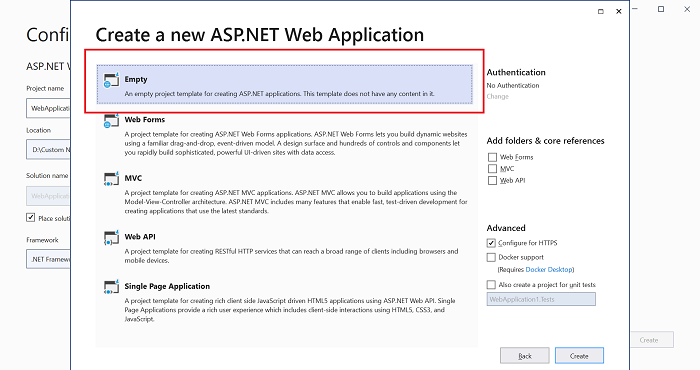 Confi
ASP.NET W
Project name
WebApplication
Location
D:\Custom N
Solution name
WebApplicatio
Place soluti
Framework
.NET Framew
Create
Create a new ASP.NET Web Application
Empty
An empty project template for creating ASP.NET applications. This template does not have any content in it.
Web Forms
A project template for creating ASP.NET Web Forms applications. ASP.NET Web Forms lets you build dynamic websites
using a familiar drag-and-drop, event-driven model. A design surface and hundreds of controls and components let
you rapidly build sophisticated, powerful UI-driven sites with data access.
MVC
A project template for creating ASP.NET MVC applications. ASP.NET MVC allows you to build applications using the
Model-View-Controller architecture. ASP.NET MVC includes many features that enable fast, test-driven development for
creating applications that use the latest standards.
Web API
A project template for creating RESTful HTTP services that can reach a broad range of clients including browsers and
mobile devices.
Single Page Application
A project template for creating rich client side JavaScript driven HTML5 applications using ASP.NET Web API. Single
Page Applications provide a rich user experience which includes client-side interactions using HTML5, CSS3, and
JavaScript.
Authentication
No Authentication
Change
Add folders & core references
Web Forms
MVC
Web API
Advanced
Configure for HTTPS
Docker support
(Requires Docker Desktop)
Also create a project for unit tests
WebApplication1.Tests
Back
Create